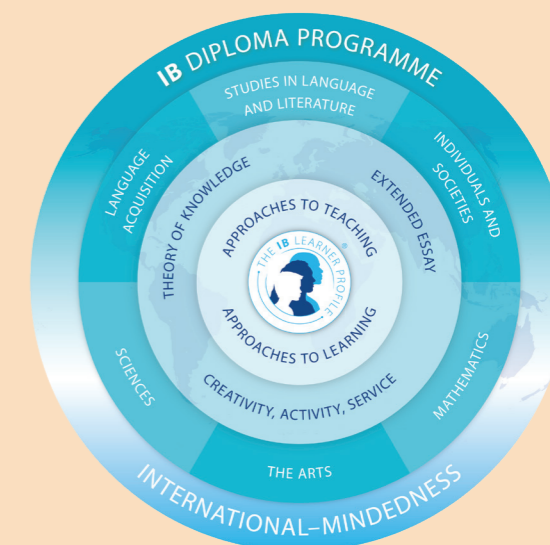 IB DIPLOMA PROGRAMME
STUDIES IN LANGUAGE
AND LITERATURE
LANGUAGE
ACQUISITION
INDIVIDUALS AND
SOCIETIES
THEORY OF KNOWLEDGE
EXTENDED ESSAY
APPROACHES TO TEACHING
THE IB LEARNER PROFILE
®
APPROACHES TO LEARNING
SCIENCES
CREATIVITY, ACTIVITY, SERVICE
MATHEMATICS
THE ARTS
INTERNATIONAL–MINDEDNESS